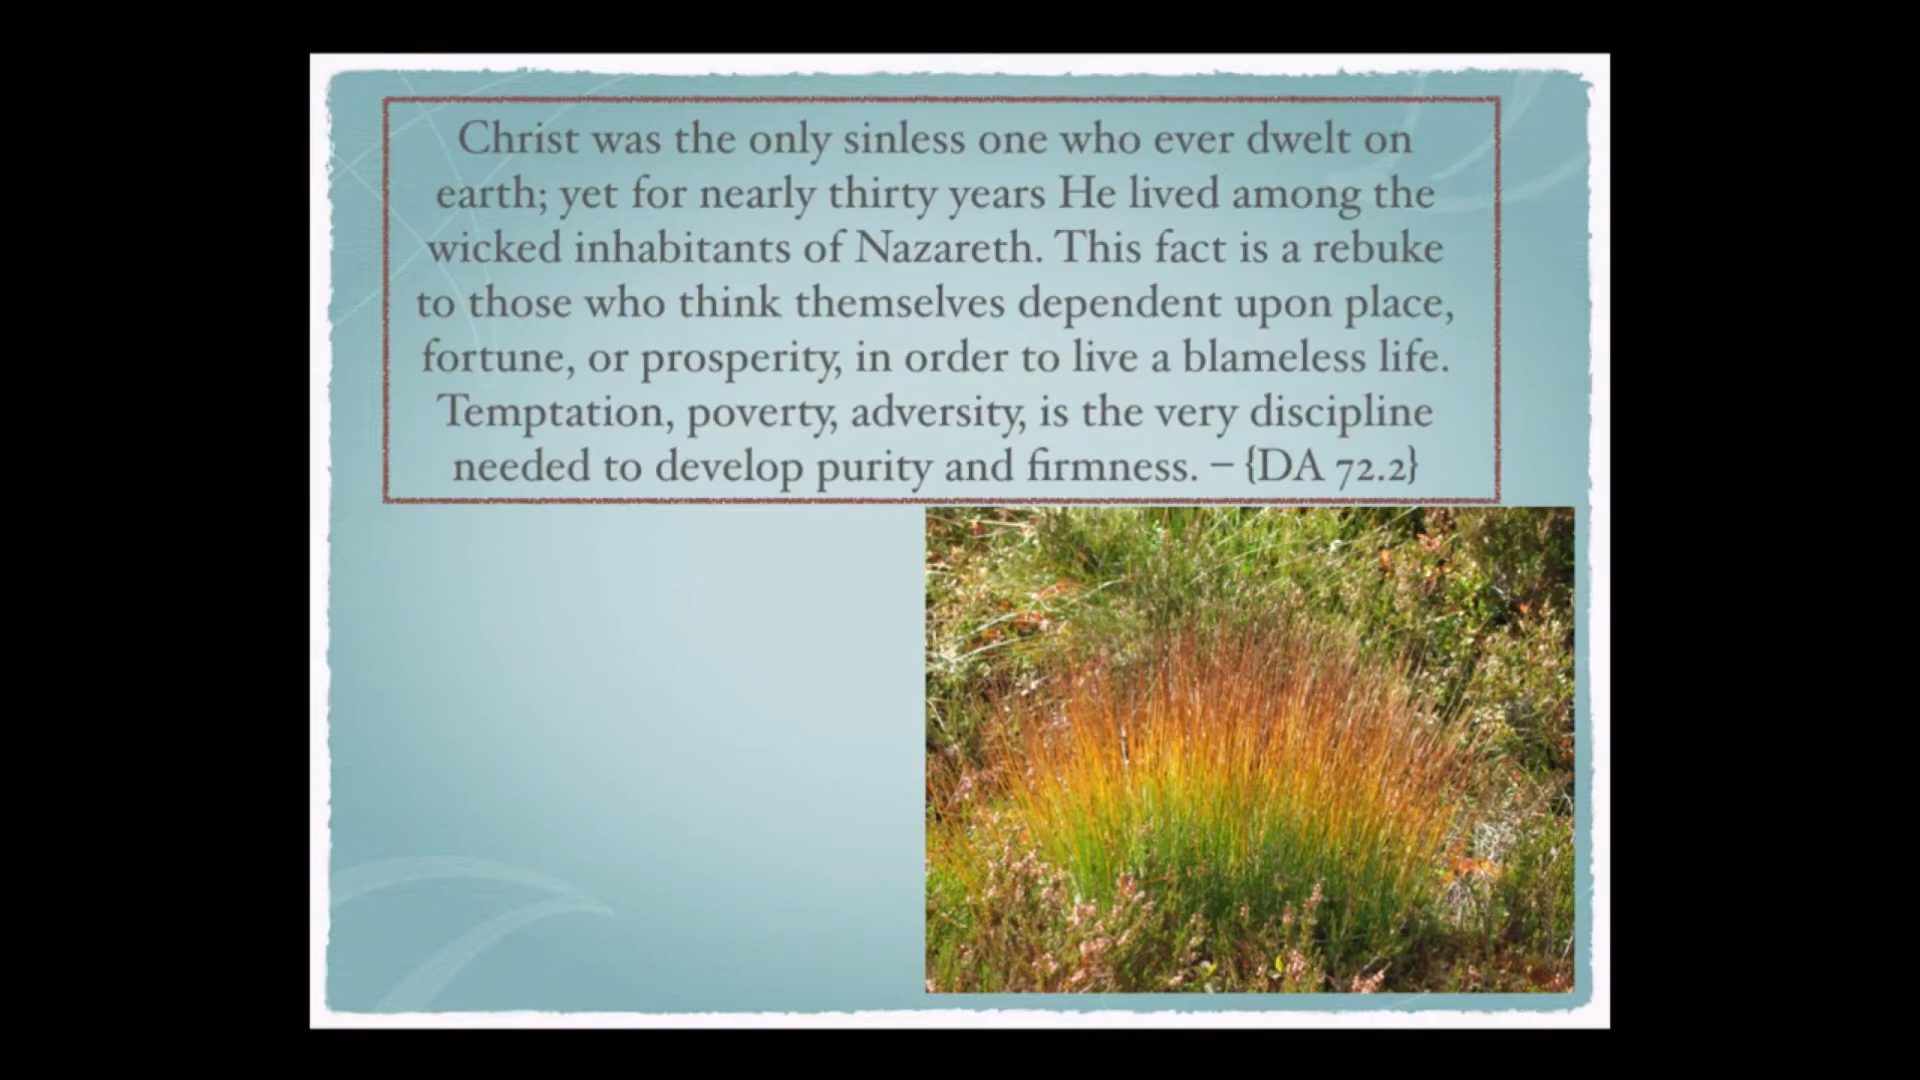 Christ was the only sinless one who ever dwelt on
earth; yet for nearly thirty years He lived among the
wicked inhabitants of Nazareth. This fact is a rebuke
to those who think themselves dependent upon place,
fortune, or prosperity, in order to live a blameless life.
Temptation, poverty, adversity, is the very discipline
needed to develop purity and firmness. – {DA 72.2}